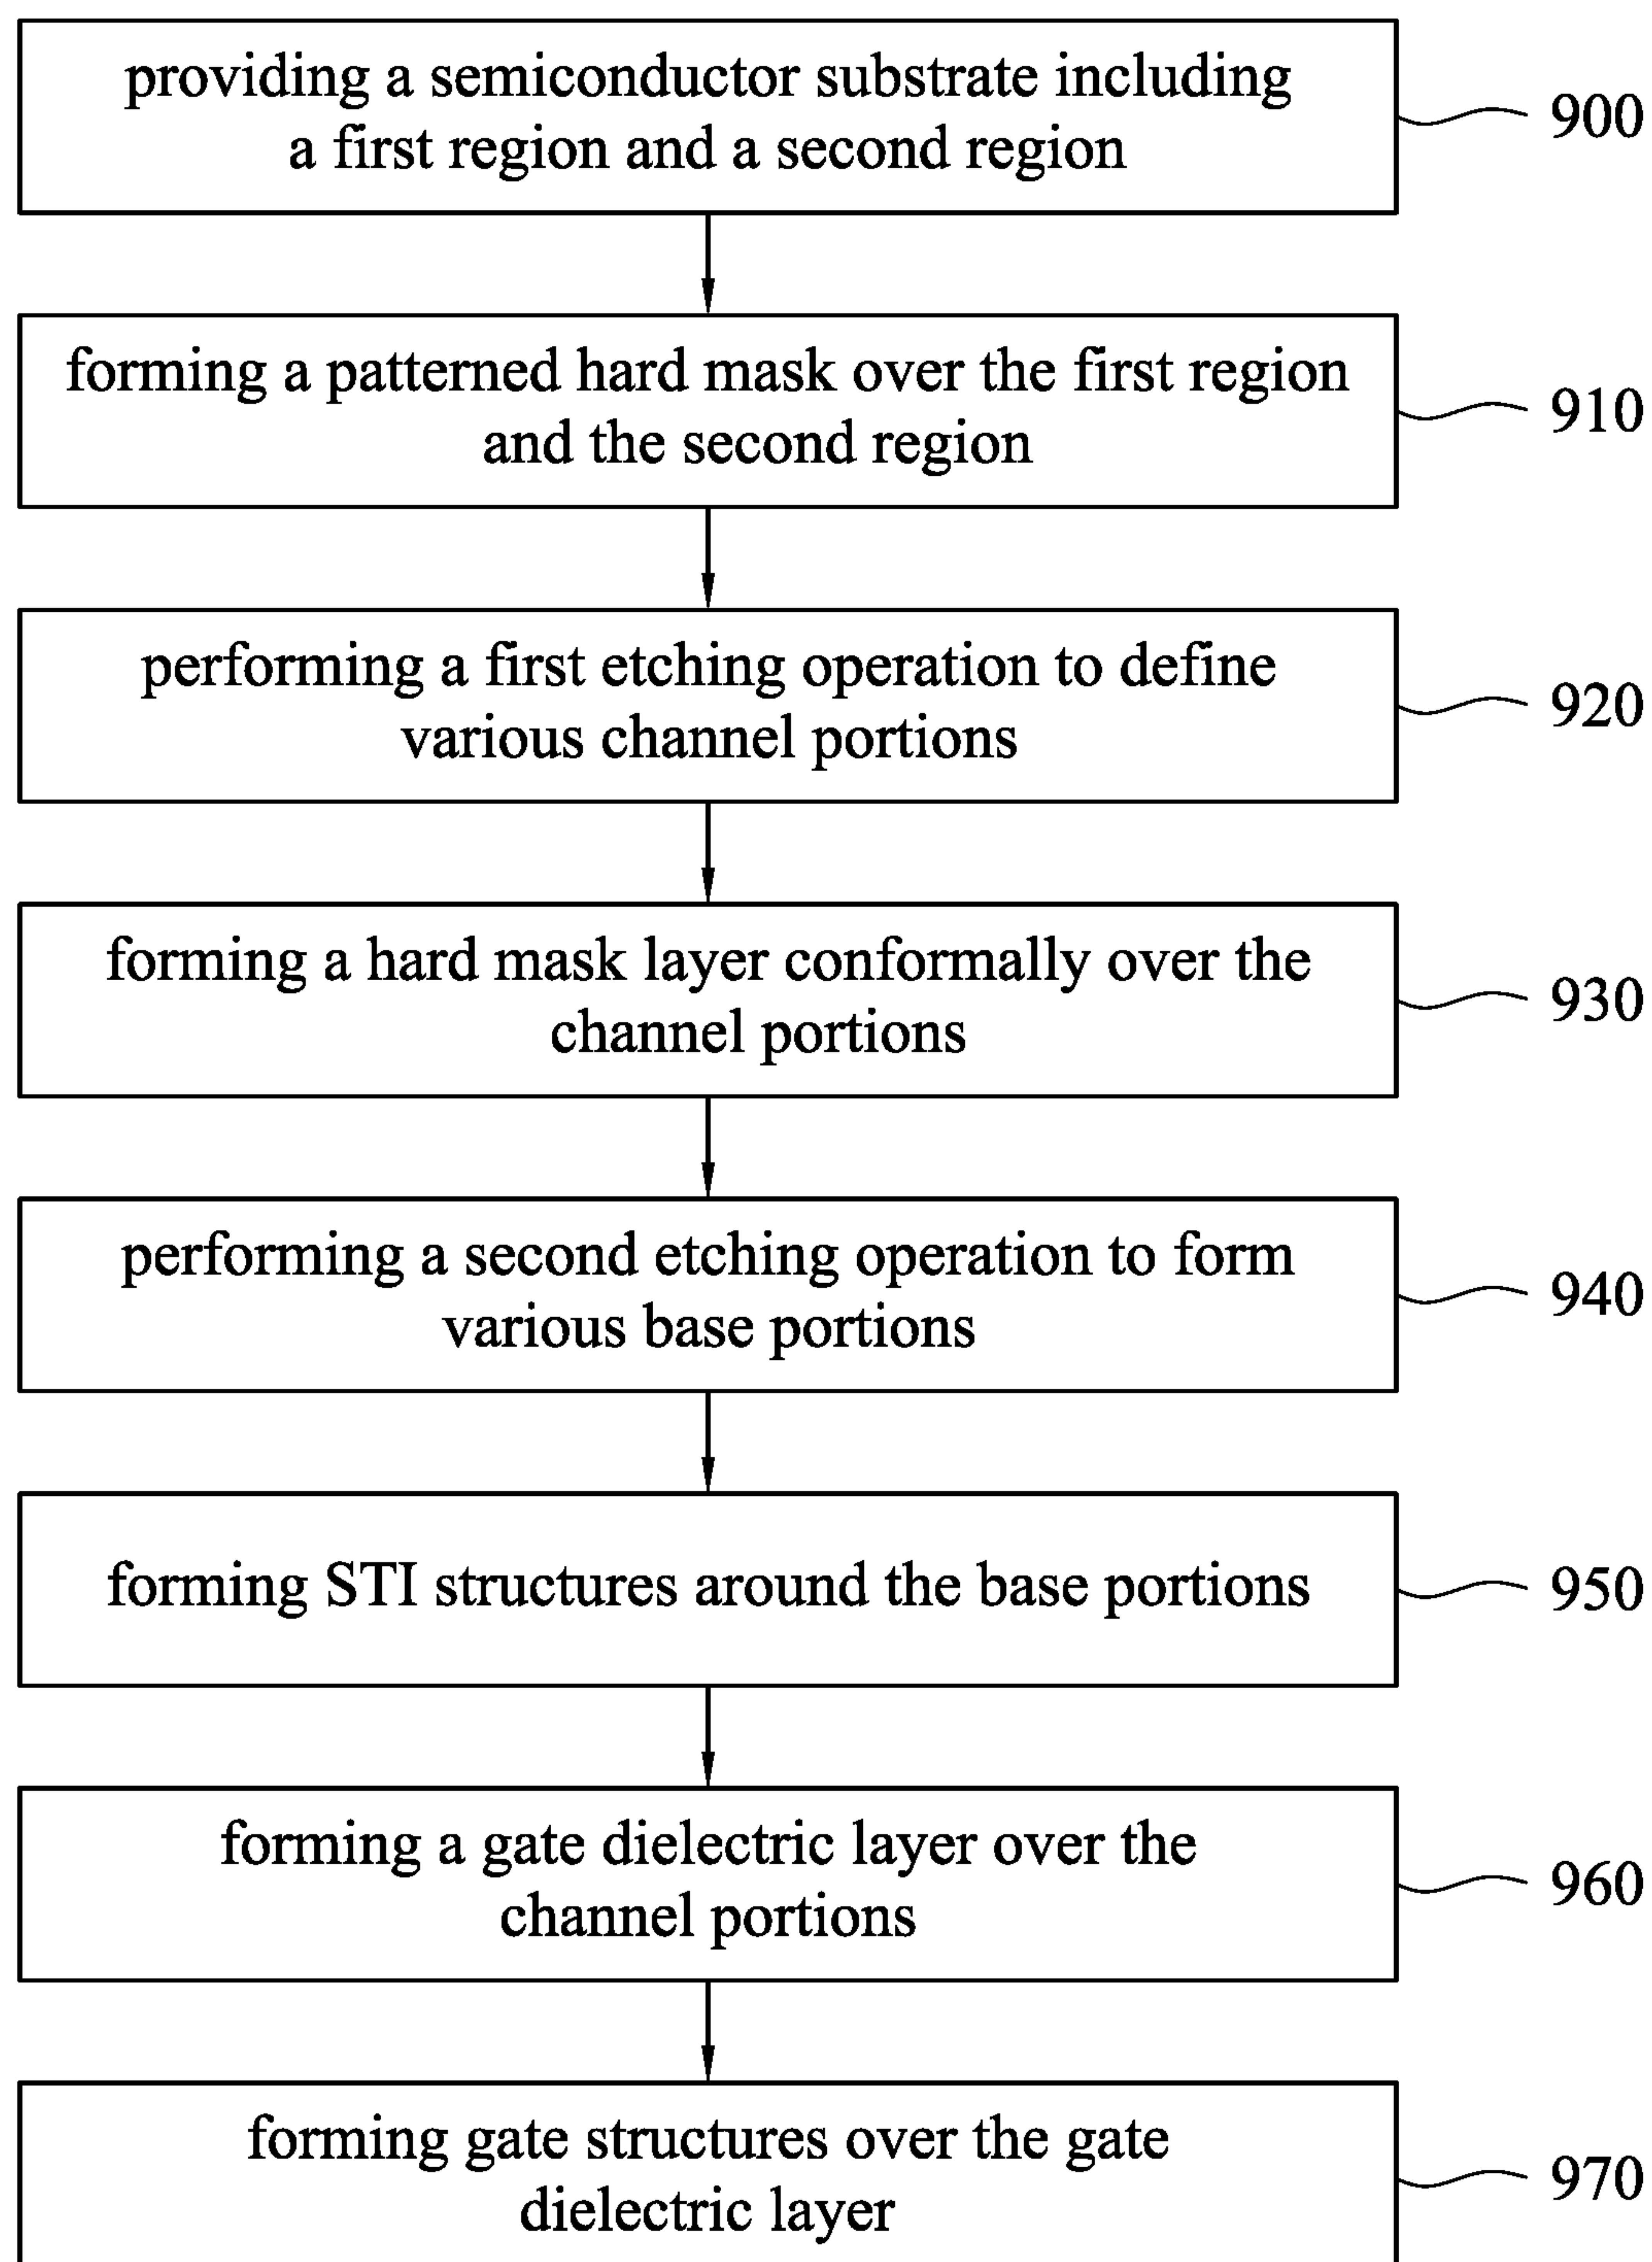 providing a semiconductor substrate including
a first region and a second region
900
forming a patterned hard mask over the first region
and the second region
910
performing a first etching operation to define
various channel portions
920
forming a hard mask layer conformally over the
channel portions
930
performing a second etching operation to form
various base portions
940
forming STI structures around the base portions
950
forming a gate dielectric layer over the
channel portions
960
forming gate structures over the gate
dielectric layer
970